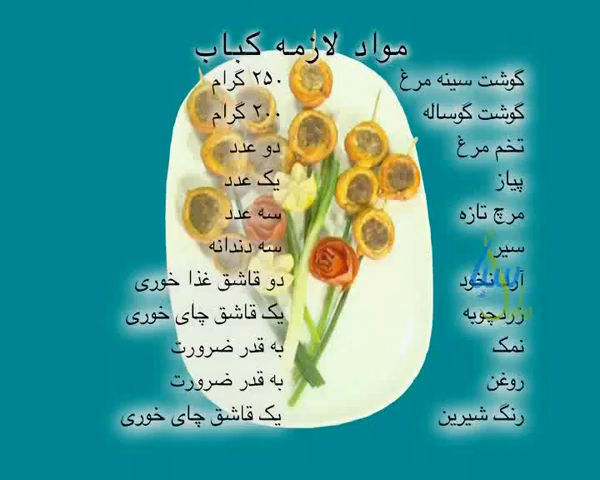 مواد لازمه کباب
گوشت سینه مرغ ۲۵۰ گرام
گوشت گوساله ۲۰۰ گرام
تخم مرغ دو عدد
پیاز یک عدد
مرچ تازه سه عدد
سیر سه دندانه
آرد نخود دو قاشق غذا خوری
زردچوبه یک قاشق چای خوری
نمک به قدر ضرورت
روغن به قدر ضرورت
رنگ شیرین یک قاشق چای خوری